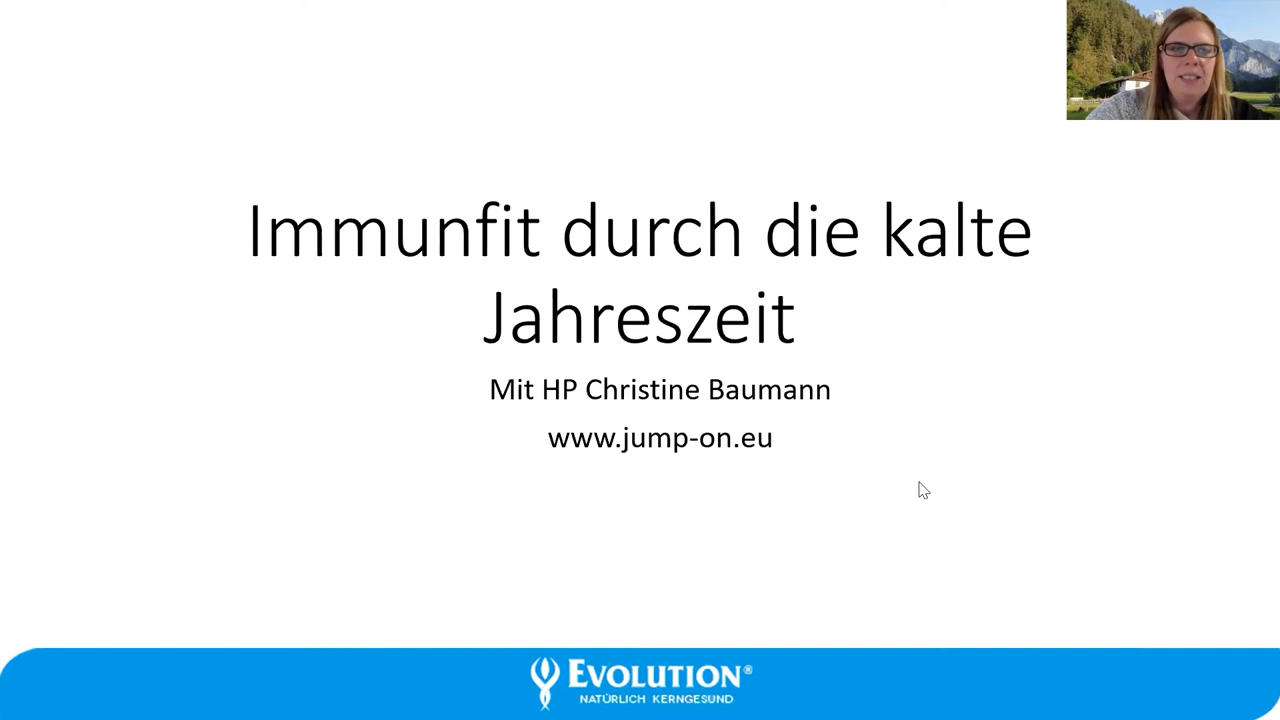 Immunfit durch die kalte
Jahreszeit
Mit HP Christine Baumann
www.jump-on.eu
EVOLUTION®
NATÜRLICH KERNGESUND